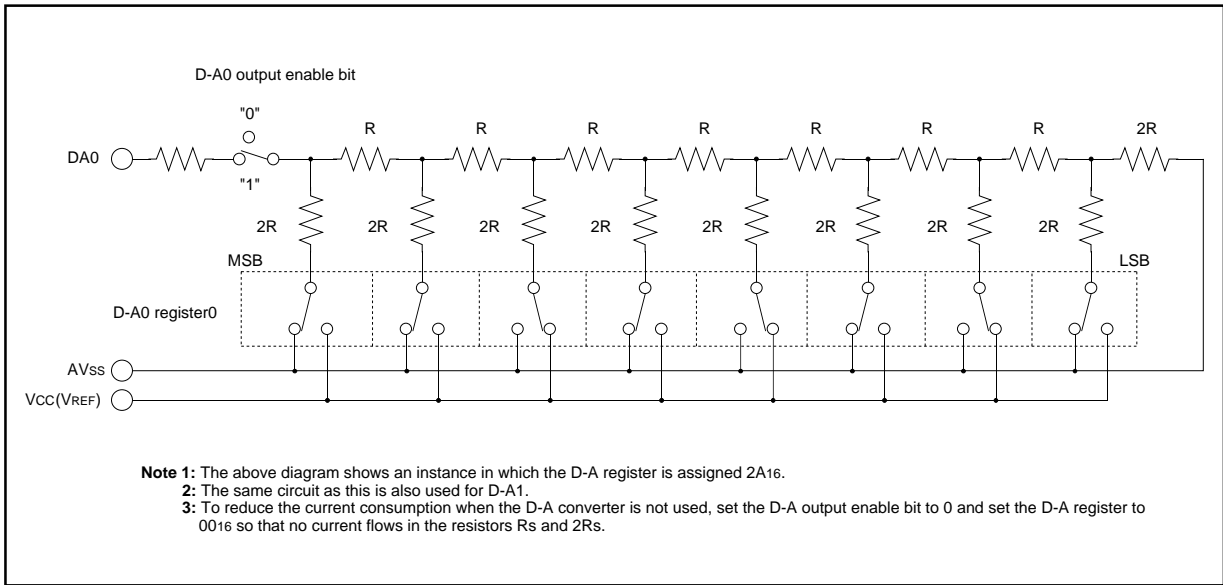 D-A0 output enable bit
"0"
DA0
R R R R R R R 2R
"1"
2R 2R 2R 2R 2R 2R 2R 2R
MSB LSB
D-A0 register0
AVSS
VCC(VREF)
Note 1: The above diagram shows an instance in which the D-A register is assigned 2A16.
2: The same circuit as this is also used for D-A1.
3: To reduce the current consumption when the D-A converter is not used, set the D-A output enable bit to 0 and set the D-A register to
0016 so that no current flows in the resistors Rs and 2Rs.